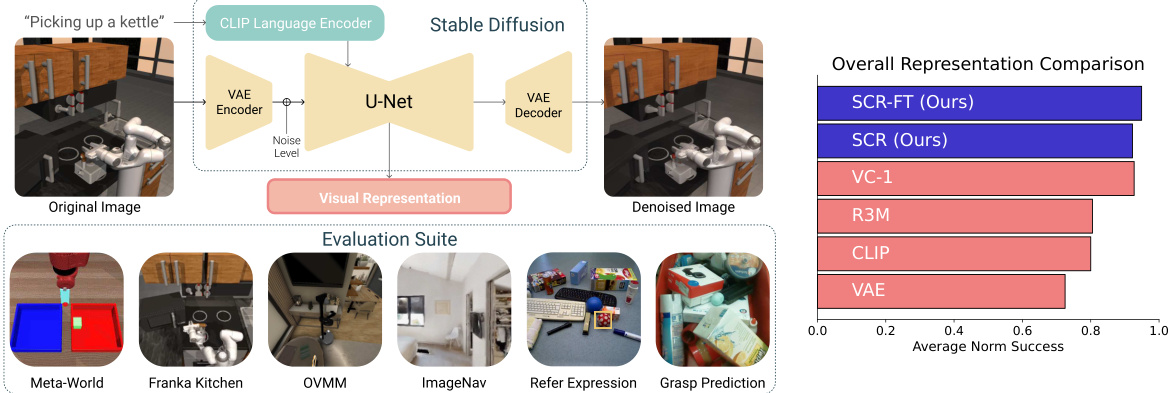 “Picking up a kettle”
CLIP Language Encoder
Stable Diffusion
VAE
Encoder
Noise
Level
U-Net
VAE
Decoder
Visual Representation
Original Image
Denoised Image
Evaluation Suite
Meta-World
Franka Kitchen
OVMM
ImageNav
Refer Expression
Grasp Prediction
Overall Representation Comparison
SCR-FT (Ours)
SCR (Ours)
VC-1
R3M
CLIP
VAE
0.0 0.2 0.4 0.6 0.8 1.0
Average Norm Success